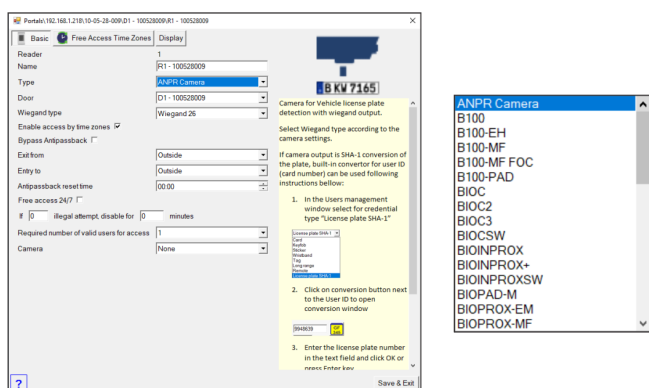 Portals\192.168.1.218\10-05-28-009\D1 - 100528009\R1 - 100528009
Basic
Free Access Time Zones
Display
Reader 1
Name R1 - 100528009
Type ANPR Camera
Door D1 - 100528009
Wiegand type Wiegand 26
Enable access by time zones
Bypass Antipassback
Exit from Outside
Entry to Outside
Antipassback reset time 00:00
Free access 24/7
If 0 illegal attempt, disable for 0 minutes
Required number of valid users for access 1
Camera None
B KW 7165
Camera for Vehicle license plate
detection with wiegand output.
Select Wiegand type according to the
camera settings.
If camera output is SHA-1 conversion of
the plate, built-in convertor for user ID
(card number) can be used following
instructions bellow:
1. In the Users management
window select for credential
type "License plate SHA-1"
License plate SHA-1
Card
Keyfob
Sticker
Wristband
Tag
Long range
Remote
License plate SHA-1
2. Click on conversion button next
to the User ID to open
conversion window
9948639
3. Enter the license plate number
in the text field and click OK or
press Enter key
?
Save & Exit
ANPR Camera
B100
B100-EH
B100-MF
B100-MF FOC
B100-PAD
BIOC
BIOC2
BIOC3
BIOCSW
BIOINPROX
BIOINPROX+
BIOINPROXSW
BIOPAD-M
BIOPROX-EM
BIOPROX-MF